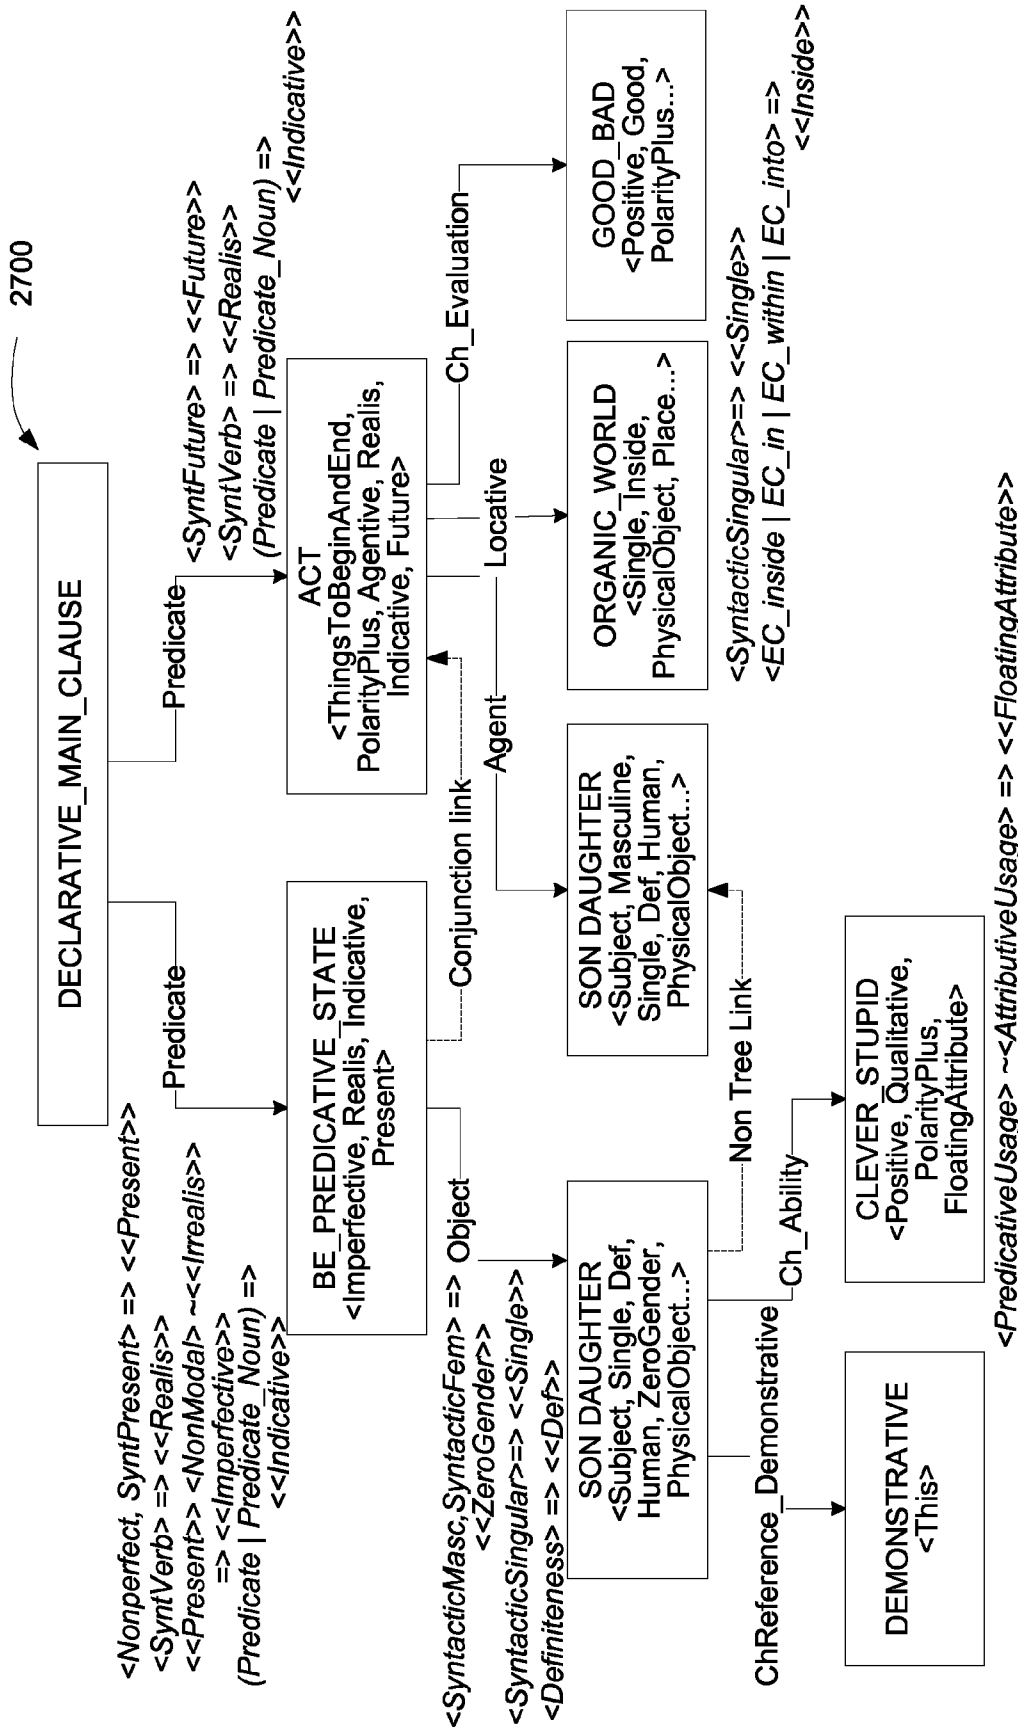 2700
DECLARATIVE_MAIN_CLAUSE
<Nonperfect, SyntPresent> => <<Present>>
<SyntVerb> => <<Realis>>
<<Present>> <NonModal> ~<<Irrealis>>
=> <<Imperfective>>
(Predicate | Predicate_Noun) =>
<<Indicative>>
Predicate
Predicate
<SyntFuture> => <<Future>>
<SyntVerb> => <<Realis>>
(Predicate | Predicate_Noun) =>
<<Indicative>>
BE_PREDICATIVE_STATE
<Imperfective, Realis, Indicative,
Present>
ACT
<ThingsToBeginAndEnd,
PolarityPlus, Agentive, Realis,
Indicative, Future>
Conjunction link
<SyntacticMasc,SyntacticFem> =>
<<ZeroGender>>
<SyntacticSingular>=> <<Single>>
<Definiteness> => <<Def>>
Object
Agent
Locative
Ch_Evaluation
SON DAUGHTER
<Subject, Single, Def,
Human, ZeroGender,
PhysicalObject...>
SON DAUGHTER
<Subject, Masculine,
Single, Def, Human,
PhysicalObject...>
ORGANIC_WORLD
<Single, Inside,
PhysicalObject, Place...>
GOOD_BAD
<Positive, Good,
PolarityPlus...>
<SyntacticSingular>=> <<Single>>
<EC_inside | EC_in | EC_within | EC_into> =>
<<Inside>>
Non Tree Link
ChReference_Demonstrative
Ch_Ability
DEMONSTRATIVE
<This>
CLEVER_STUPID
<Positive, Qualitative,
PolarityPlus,
FloatingAttribute>
<PredicativeUsage> ~<AttributiveUsage> => <<FloatingAttribute>>